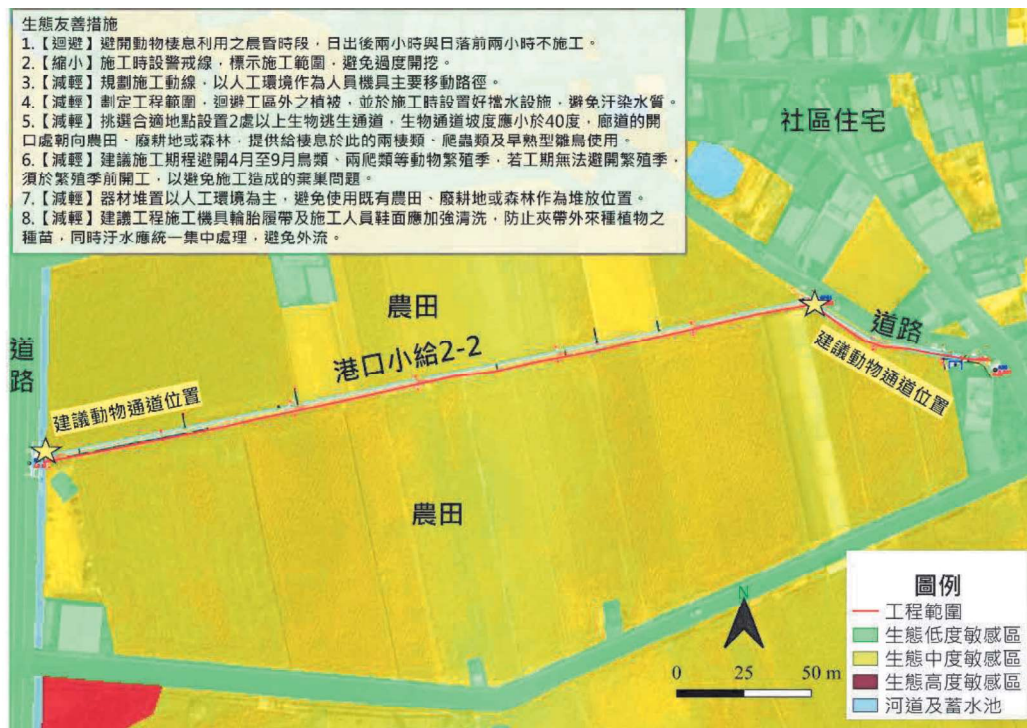 生態友善措施
1.【迴避】避開動物棲息利用之晨昏時段，日出後兩小時與日落前兩小時不施工。
2.【縮小】施工時設警戒線，標示施工範圍，避免過度開挖。
3.【減輕】規劃施工動線，以人工環境作為人員機具主要移動路徑。
4.【減輕】劃定工程範圍，迴避工區外之植被，並於施工時設置好擋水設施，避免汙染水質。
5.【減輕】挑選合適地點設置2處以上生物逃生通道，生物通道坡度應小於40度，廊道的開
口處朝向農田、廢耕地或森林，提供給棲息於此的兩棲類、爬蟲類及早熟型雛鳥使用。
6.【減輕】建議施工期程避開4月至9月鳥類、兩爬類等動物繁殖季，若工期無法避開繁殖季，
須於繁殖季前開工，以避免施工造成的棄巢問題。
7.【減輕】器材堆置以人工環境為主，避免使用既有農田、廢耕地或森林作為堆放位置。
8.【減輕】建議工程施工機具輪胎履帶及施工人員鞋面應加強清洗，防止夾帶外來種植物之
種苗，同時汙水應統一集中處理，避免外流。
社區住宅
農田
道路
港口小給2-2
道路
建議動物通道位置
建議動物通道位置
農田
N
0 25 50 m
圖例
工程範圍
生態低度敏感區
生態中度敏感區
生態高度敏感區
河道及蓄水池